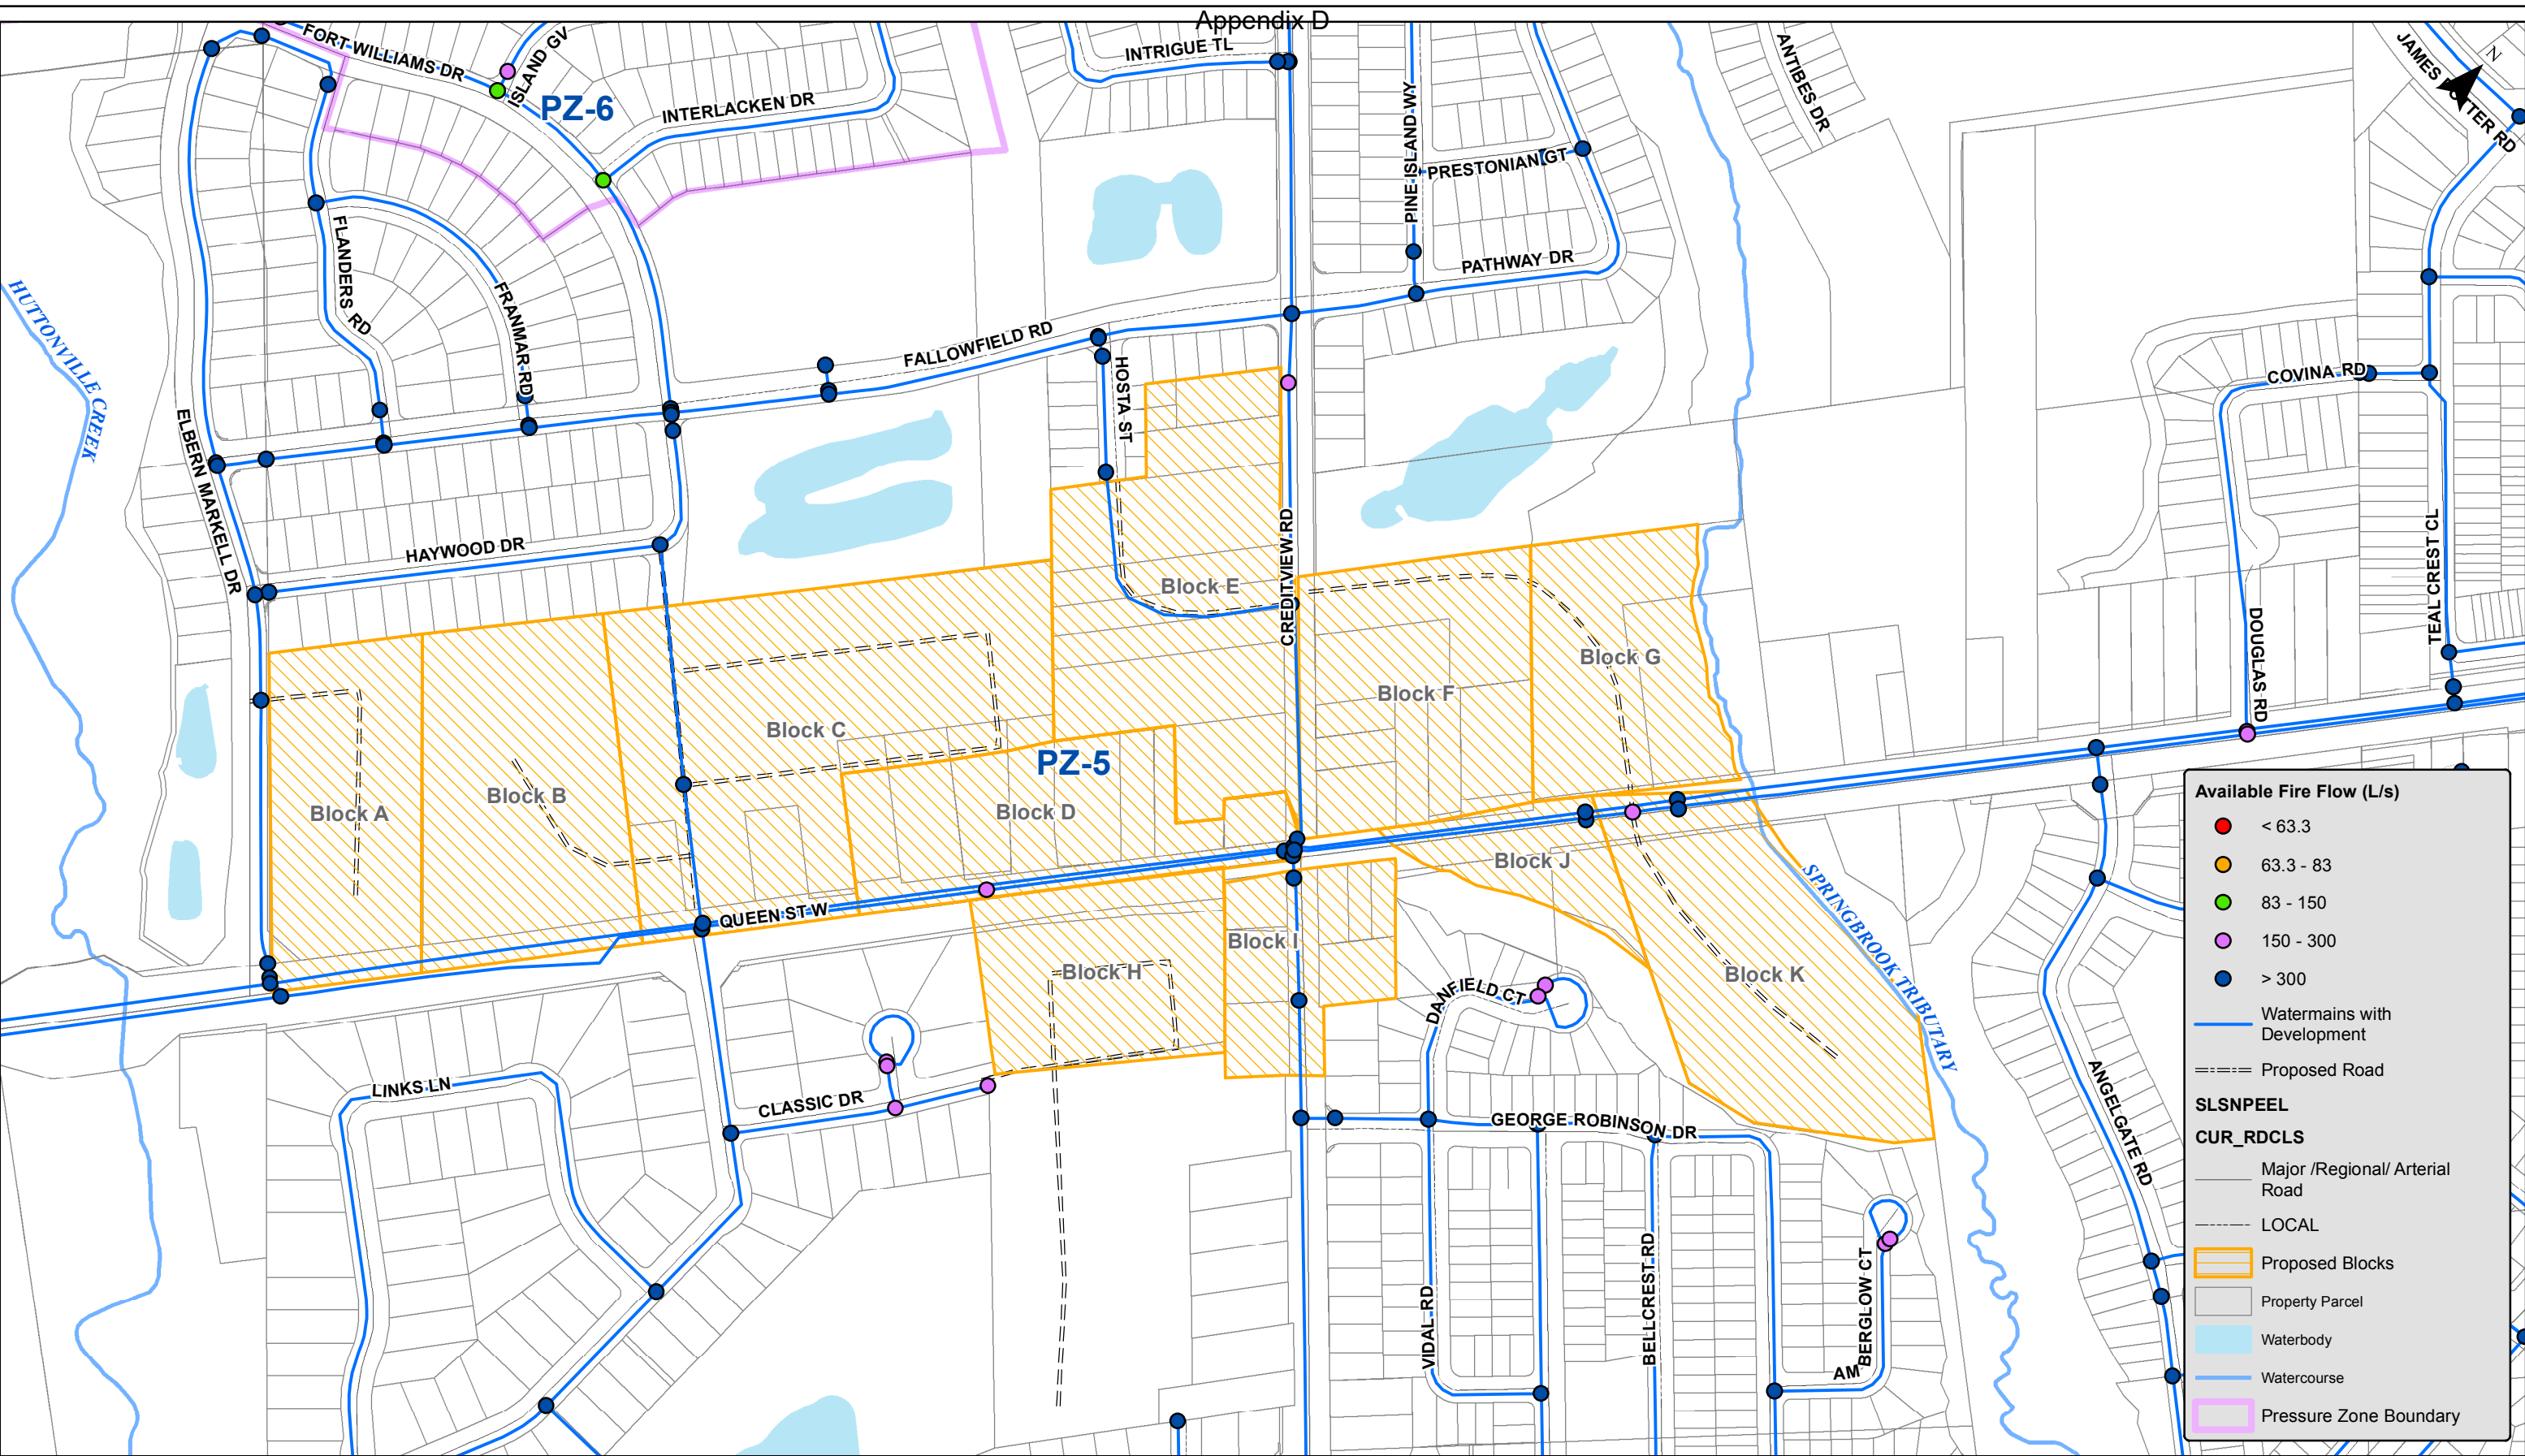 Appendix D
FORT WILLIAMS DR
ISLAND GV
PZ-6
INTERLACKEN DR
INTRIGUE TL
PINE ISLAND WY
PRESTONIAN GT
PATHWAY DR
ANTIBES DR
JAMES POTTER RD
N
HUTTONVILLE CREEK
FLANDERS RD
FRANMAR RD
FALLOWFIELD RD
HOSTA ST
ELBERN MARKELL DR
HAYWOOD DR
CREDITVIEW RD
COVINA RD
TEALCREST CL
DOUGLAS RD
Block E
Block G
Block F
Block C
PZ-5
Block B
Block A
Block D
Block J
QUEEN ST W
Block I
Block H
Block K
SPRINGBROOK TRIBUTARY
DANFIELD CT
LINKS LN
CLASSIC DR
GEORGE ROBINSON DR
ANGELGATE RD
VIDAL RD
BELLCREST RD
BERGLOW CT
AM
Available Fire Flow (L/s)
< 63.3
63.3 - 83
83 - 150
150 - 300
> 300
Watermains with
Development
Proposed Road
SLSNPEEL
CUR_RDCLS
Major /Regional/ Arterial
Road
LOCAL
Proposed Blocks
Property Parcel
Waterbody
Watercourse
Pressure Zone Boundary